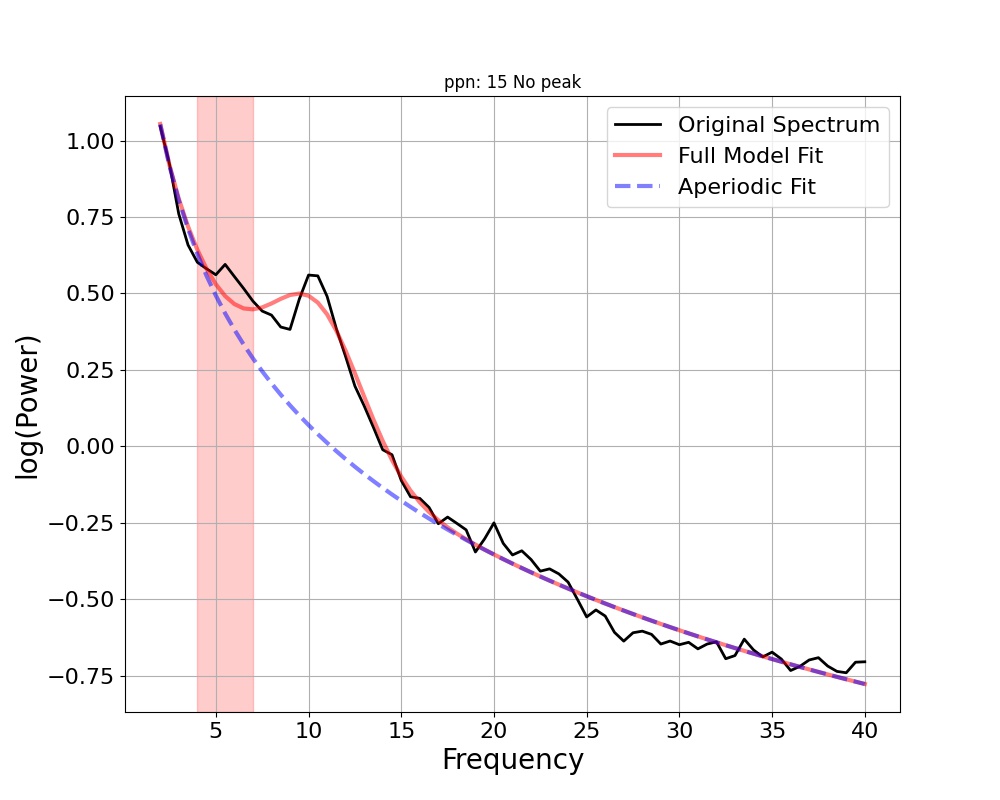 ppn: 15 No peak
Original Spectrum
Full Model Fit
Aperiodic Fit
log(Power)
1.00
0.75
0.50
0.25
0.00
−0.25
−0.50
−0.75
5 10 15 20 25 30 35 40
Frequency